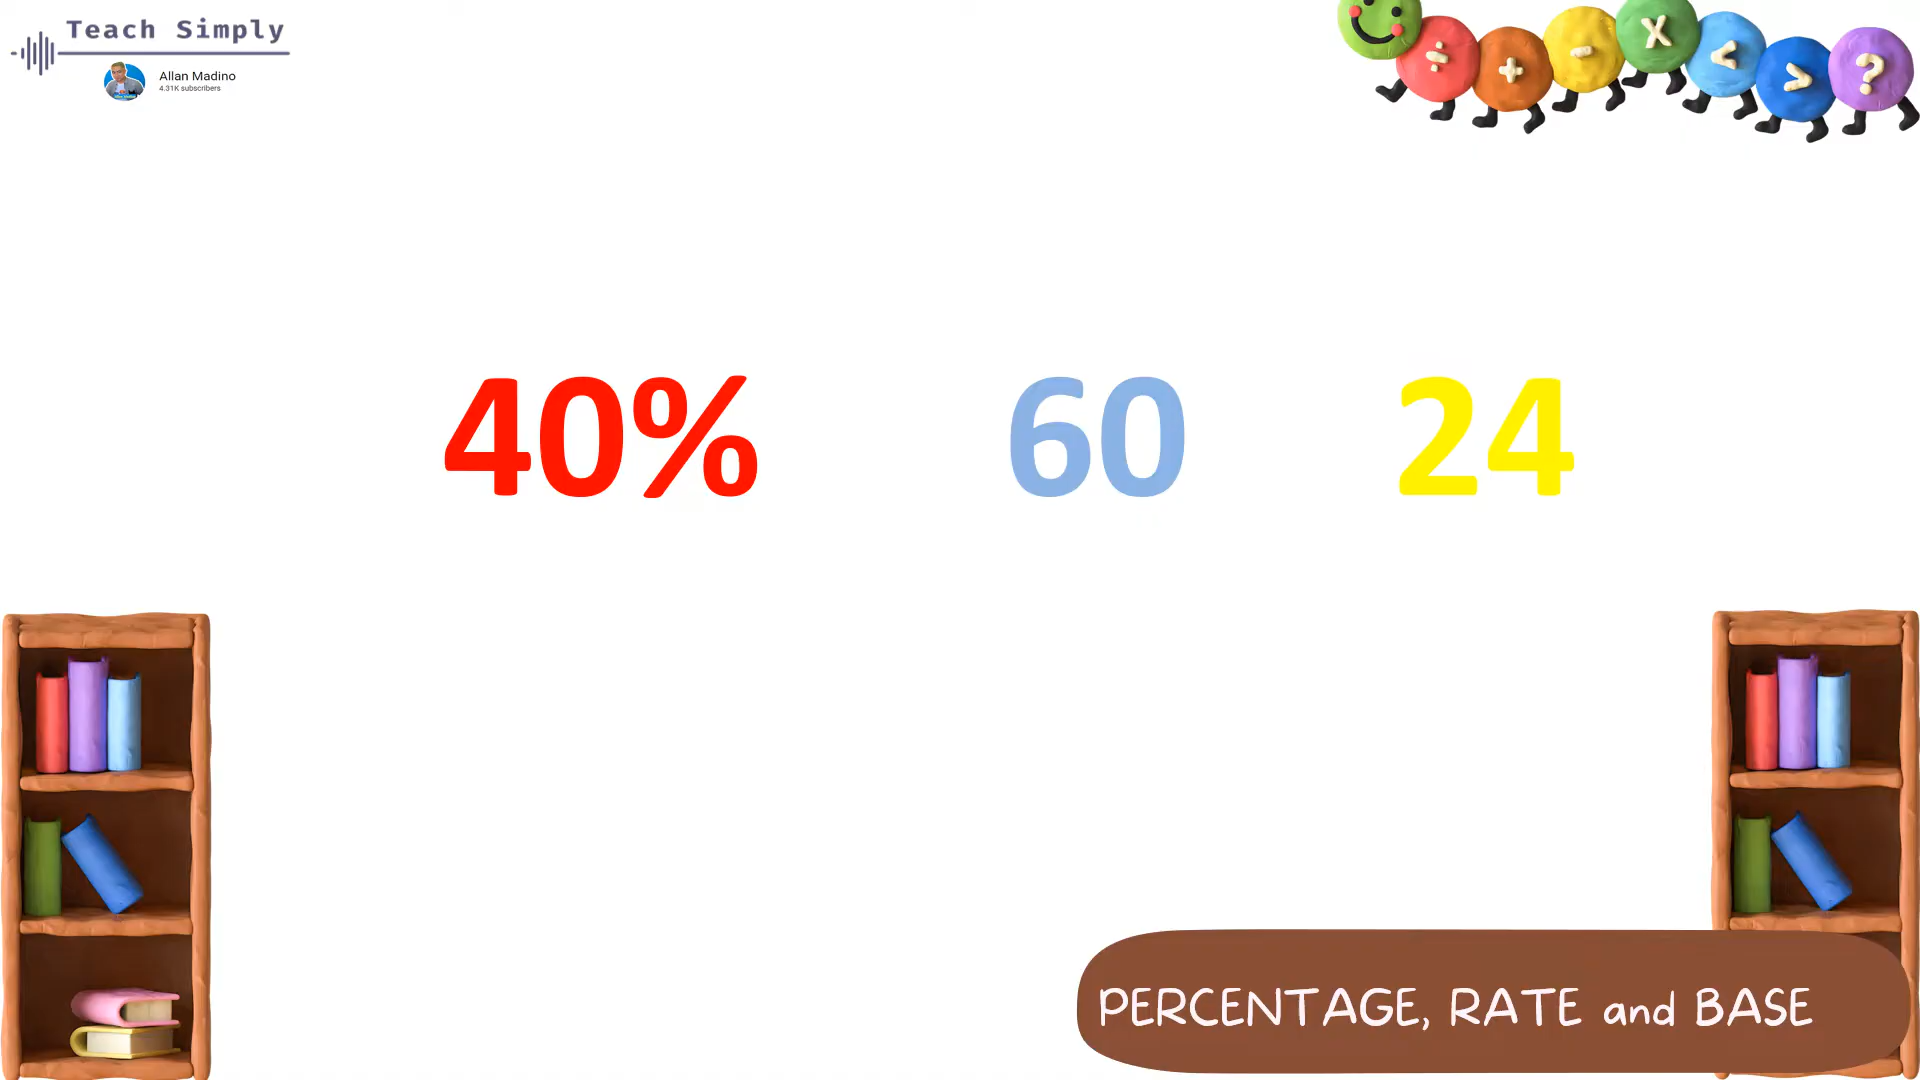 Teach Simply
Allan Madino
4.31K subscribers
÷ + - x < > ?
40% 60 24
PERCENTAGE, RATE and BASE